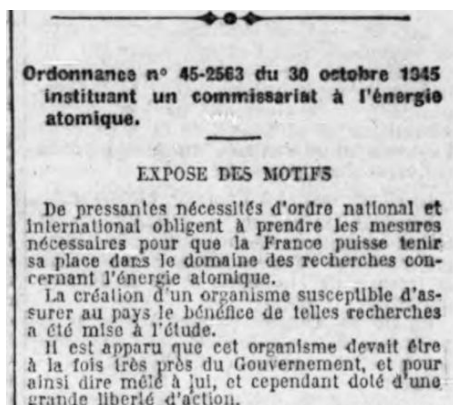 Ordonnance n° 45-2563 du 30 octobre 1945
instituant un commissariat à l'énergie
atomique.
EXPOSE DES MOTIFS
De pressantes nécessités d'ordre national et
international obligent à prendre les mesures
nécessaires pour que la France puisse tenir
sa place dans le domaine des recherches con-
cernant l'énergie atomique.
La création d'un organisme susceptible d'as-
surer au pays le bénéfice de telles recherches
a été mise à l'étude.
Il est apparu que cet organisme devait être
à la fois très près du Gouvernement, et pour
ainsi dire mêlé à lui, et cependant doté d'une
grande liberté d'action.